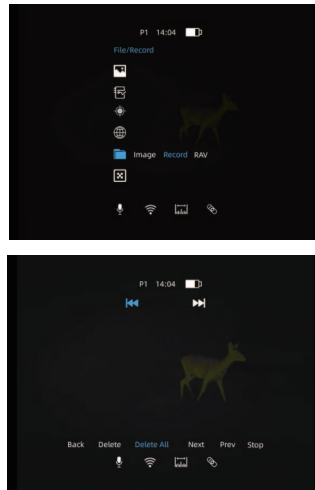 P1 14:04
File/Record
Image Record RAV
P1 14:04
Back Delete Delete All Next Prev Stop